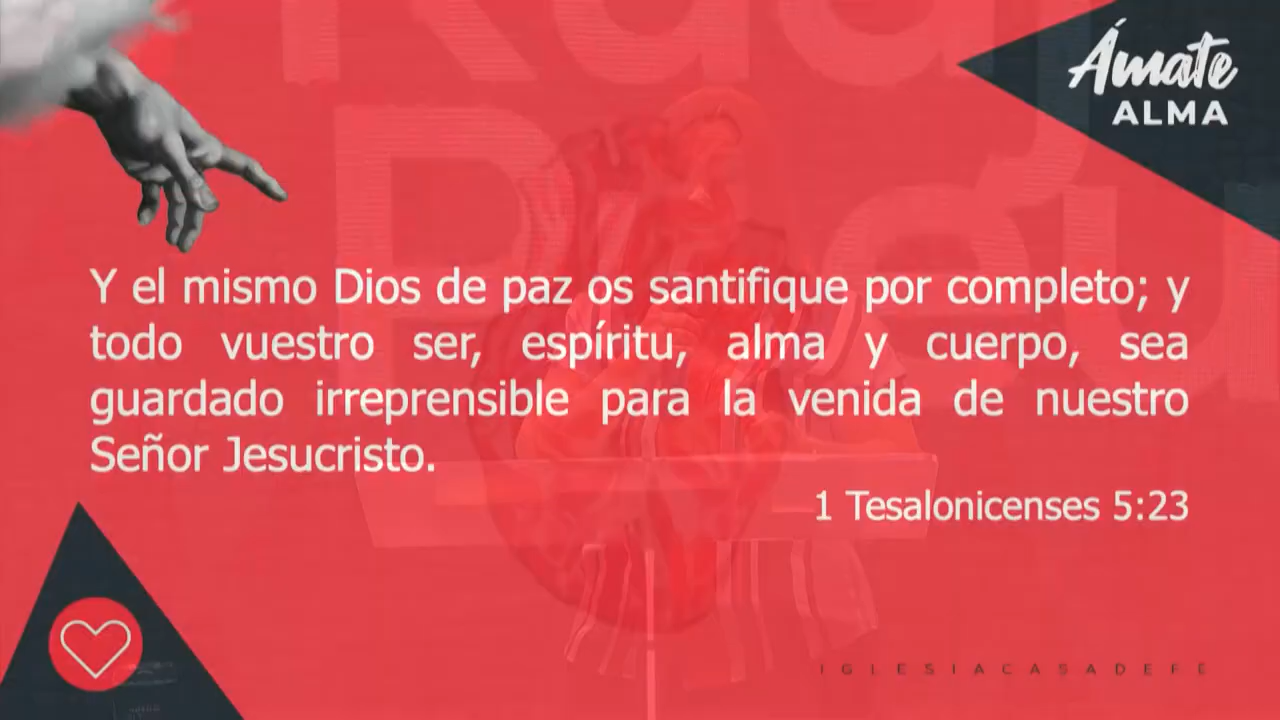 Ámate
ALMA
Y el mismo Dios de paz os santifique por completo; y
todo vuestro ser, espíritu, alma y cuerpo, sea
guardado irreprensible para la venida de nuestro
Señor Jesucristo.
1 Tesalonicenses 5:23
IGLESIACASADEFE